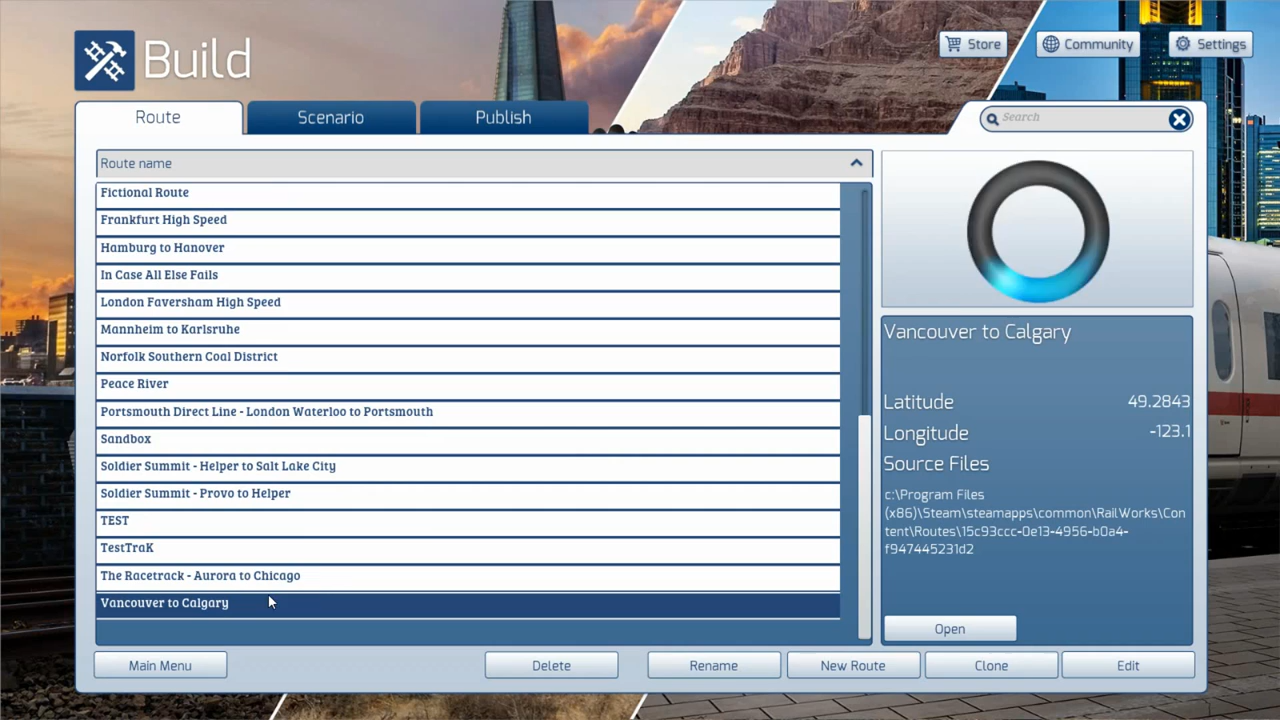 Build
Store
Community
Settings
Route
Scenario
Publish
Search
Route name
Fictional Route
Frankfurt High Speed
Hamburg to Hanover
In Case All Else Fails
London Faversham High Speed
Mannheim to Karlsruhe
Norfolk Southern Coal District
Peace River
Portsmouth Direct Line - London Waterloo to Portsmouth
Sandbox
Soldier Summit - Helper to Salt Lake City
Soldier Summit - Provo to Helper
TEST
TestTraK
The Racetrack - Aurora to Chicago
Vancouver to Calgary
Vancouver to Calgary
Latitude 49.2843
Longitude -123.1
Source Files
c:\Program Files
(x86)\Steam\steamapps\common\RailWorks\Con
tent\Routes\15c93ccc-0e13-4956-b0a4-
f947445231d2
Open
Main Menu
Delete
Rename
New Route
Clone
Edit